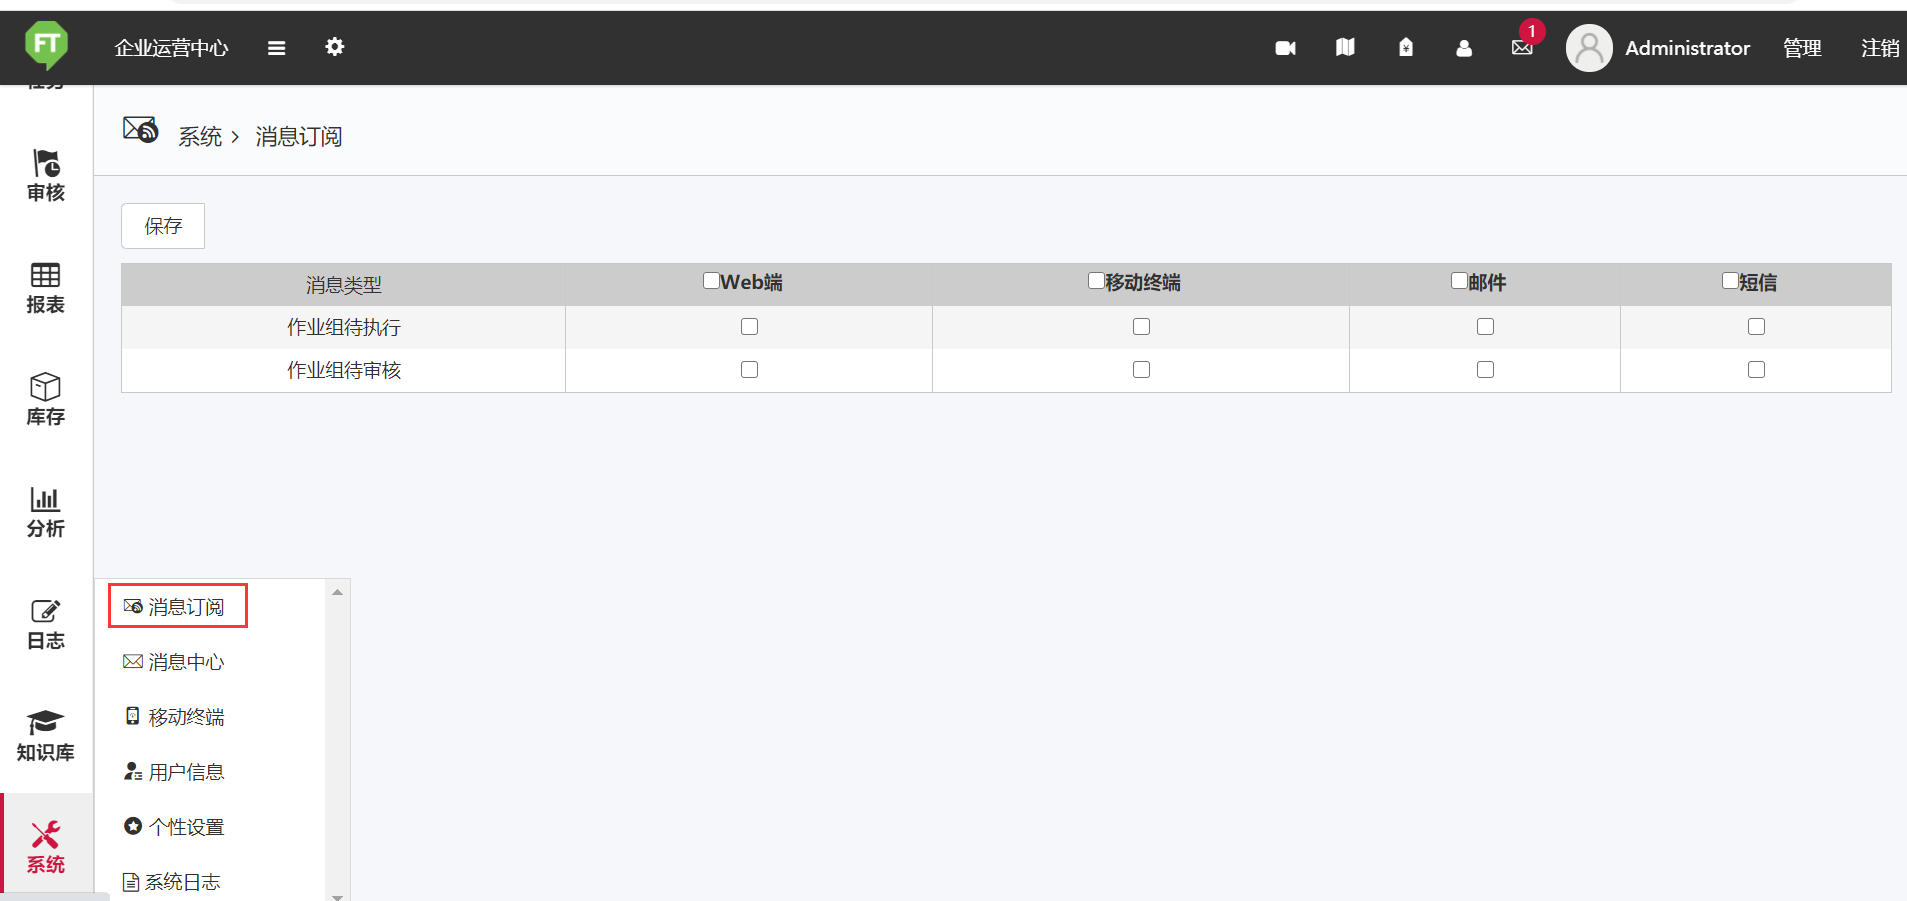 FT
企业运营中心
1
Administrator 管理 注销
任务
系统 > 消息订阅
审核
保存
消息类型 Web端 移动终端 邮件 短信
报表
作业组待执行
作业组待审核
库存
分析
消息订阅
日志
消息中心
移动终端
知识库
用户信息
个性设置
系统
系统日志